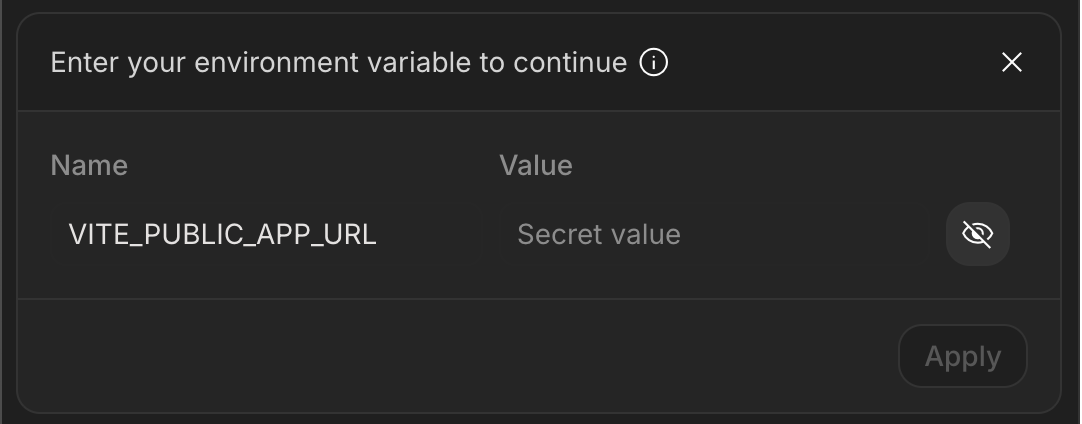 Enter your environment variable to continue
Name Value
VITE_PUBLIC_APP_URL Secret value
Apply